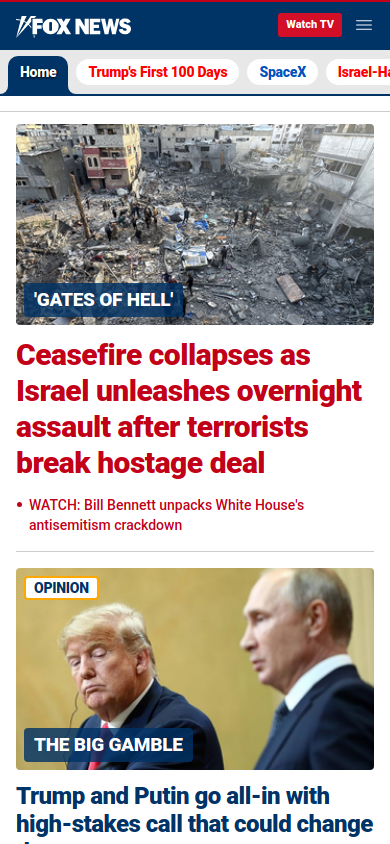 FOX NEWS
Watch TV
Home
Trump's First 100 Days
SpaceX
Israel-Ha
'GATES OF HELL'
Ceasefire collapses as
Israel unleashes overnight
assault after terrorists
break hostage deal
• WATCH: Bill Bennett unpacks White House's
antisemitism crackdown
OPINION
THE BIG GAMBLE
Trump and Putin go all-in with
high-stakes call that could change